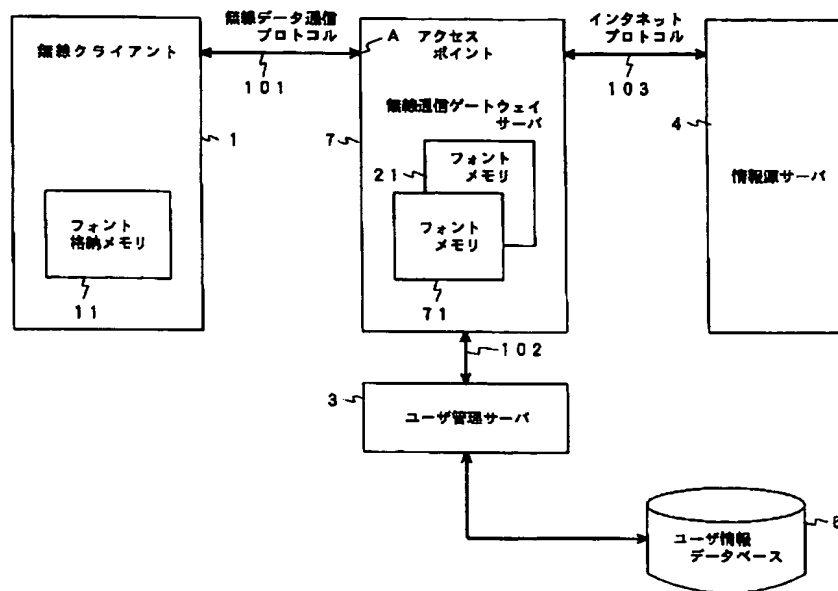 無線データ通信
プロトコル
101
インタネット
プロトコル
103
無線クライアント
1
フォント
格納メモリ
11
A アクセス
ポイント
7
無線通信ゲートウェイ
サーバ
21
フォント
メモリ
フォント
メモリ
71
4
情報源サーバ
102
3
ユーザ管理サーバ
ユーザ情報
データベース